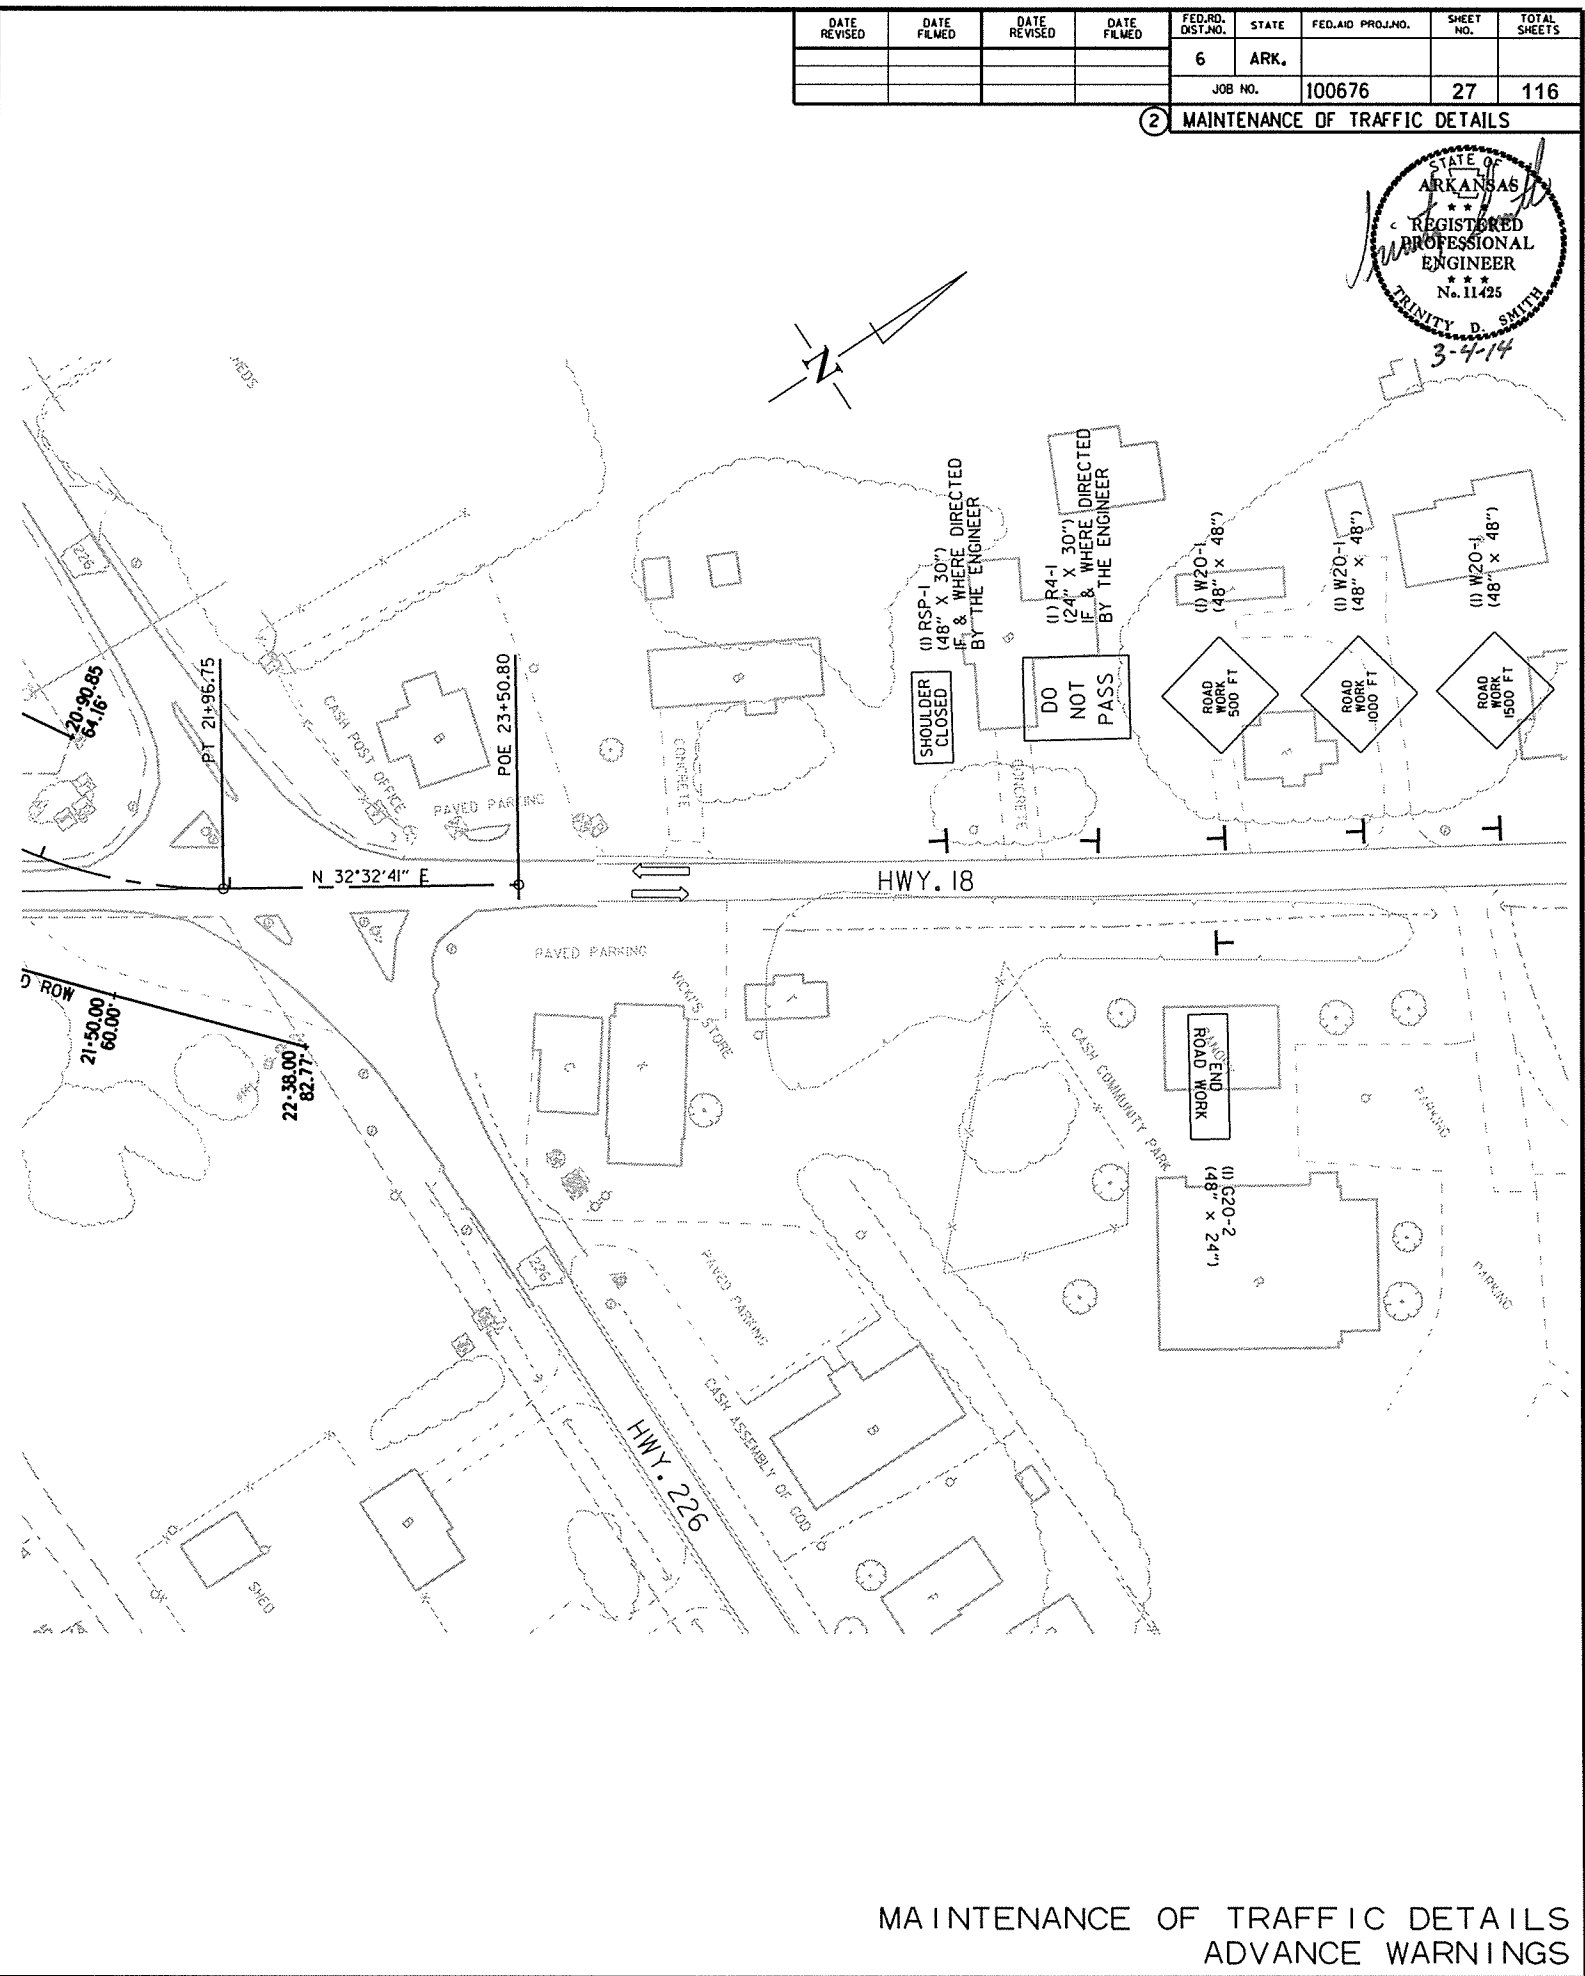 DATE REVISED
DATE FILMED
DATE REVISED
DATE FILMED
FED.RD. DIST.NO.
STATE
FED.AID PROJ.NO.
SHEET NO.
TOTAL SHEETS
6
ARK.
JOB NO.
100676
27
116
2
MAINTENANCE OF TRAFFIC DETAILS
STATE OF
ARKANSAS
★ ★ ★
REGISTERED
PROFESSIONAL
ENGINEER
★ ★ ★
No. 11425
TRINITY D. SMITH
3-4-14
N
226
20+90.85
64.16'
PT 21+96.75
CASH POST OFFICE
B
POE 23+50.80
PAVED PARKING
CONCRETE
B
(1) RSP-1
(48" X 30")
IF & WHERE DIRECTED
BY THE ENGINEER
SHOULDER
CLOSED
(1) R4-1
(24" X 30")
IF & WHERE DIRECTED
BY THE ENGINEER
DO
NOT
PASS
CONCRETE
(1) W20-1
(48" x 48")
ROAD
WORK
500 FT
(1) W20-1
(48" x 48")
ROAD
WORK
1000 FT
(1) W20-1
(48" x 48")
ROAD
WORK
1500 FT
N 32°32'41" E
HWY. 18
PAVED PARKING
VICKI'S STORE
D ROW
21+50.00
60.00'
22+38.00
82.77'
CASH COMMUNITY PARK
END
ROAD WORK
(1) G20-2
(48" x 24")
PARKING
PARKING
226
PAVED PARKING
CASH ASSEMBLY OF GOD
B
HWY. 226
B
SHED
MAINTENANCE OF TRAFFIC DETAILS
ADVANCE WARNINGS